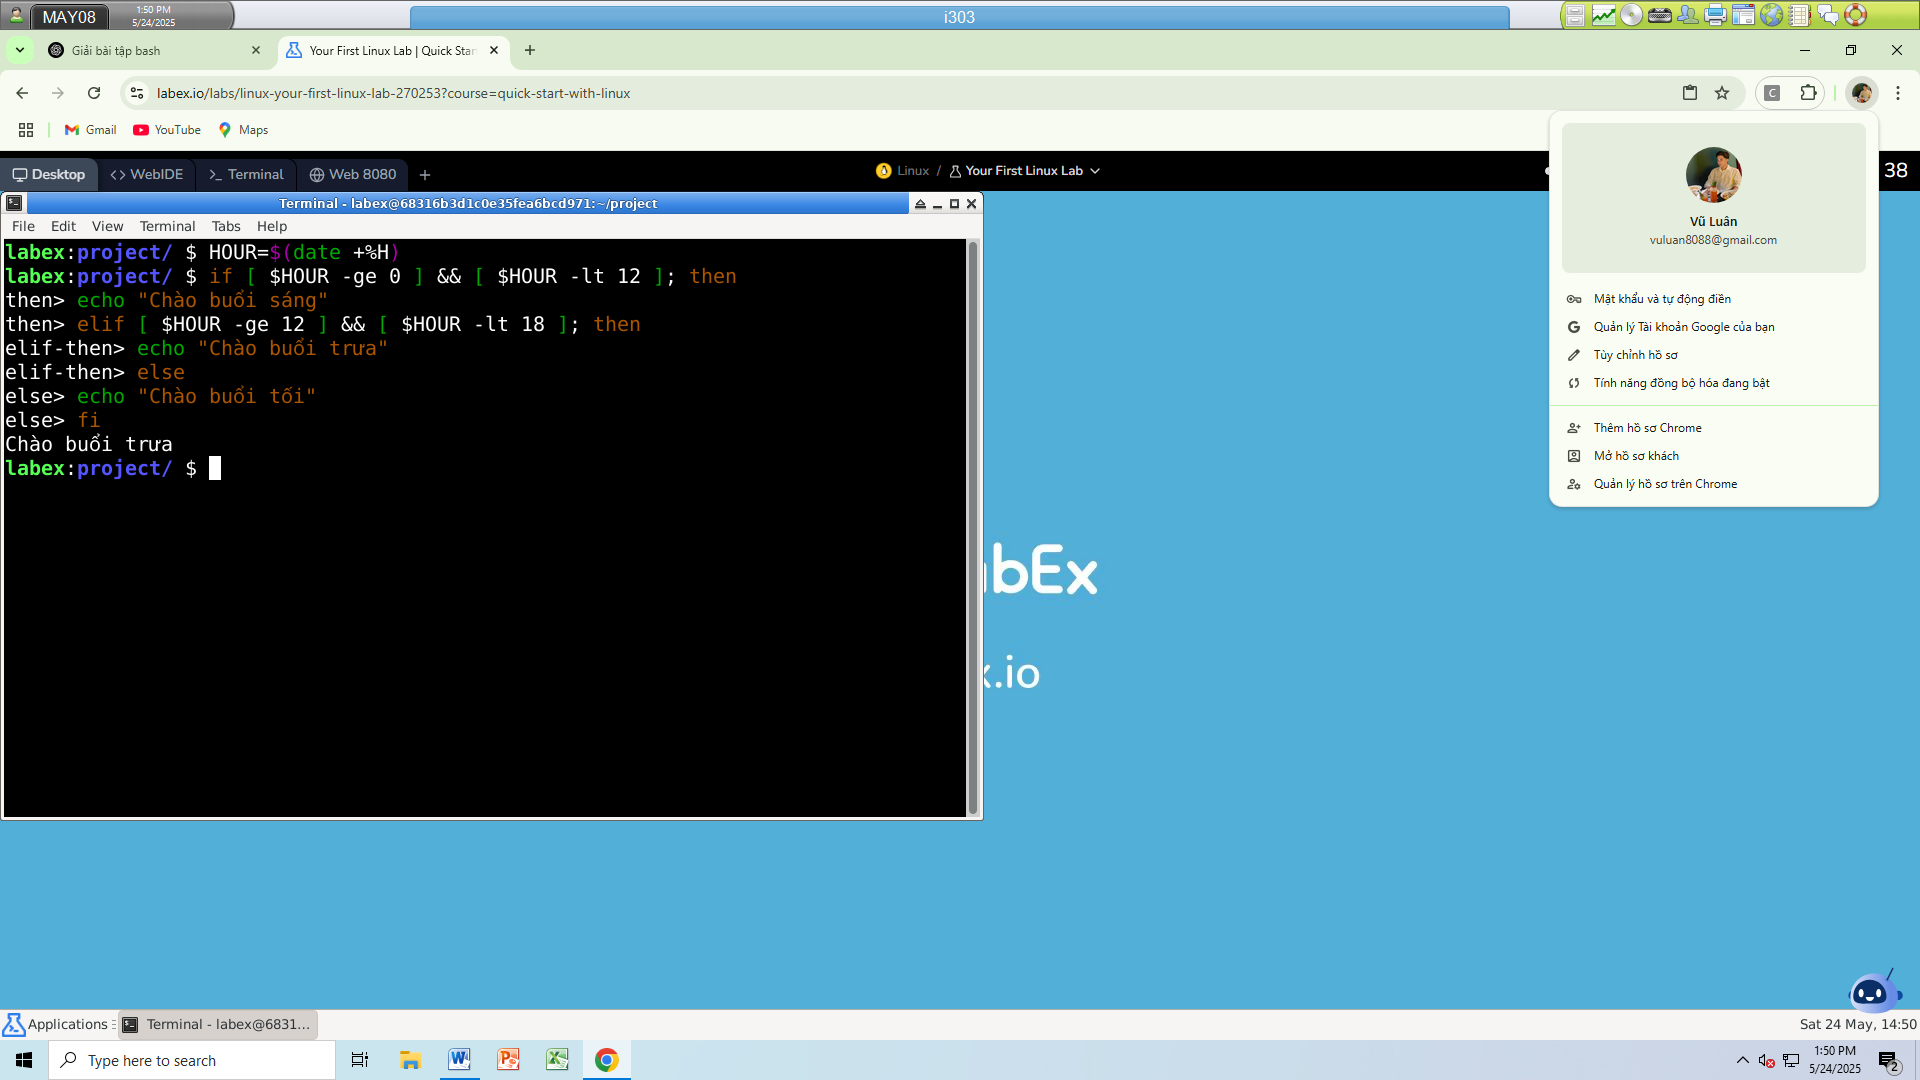 MAY08
1:50 PM
5/24/2025
i303
Giải bài tập bash
Your First Linux Lab | Quick Star
labex.io/labs/linux-your-first-linux-lab-270253?course=quick-start-with-linux
C
Gmail
YouTube
Maps
Desktop
WebIDE
Terminal
Web 8080
Linux / Your First Linux Lab
38
Terminal - labex@68316b3d1c0e35fea6bcd971:~/project
File Edit View Terminal Tabs Help
labex:project/ $ HOUR=$(date +%H)
labex:project/ $ if [ $HOUR -ge 0 ] && [ $HOUR -lt 12 ]; then
then> echo "Chào buổi sáng"
then> elif [ $HOUR -ge 12 ] && [ $HOUR -lt 18 ]; then
elif-then> echo "Chào buổi trưa"
elif-then> else
else> echo "Chào buổi tối"
else> fi
Chào buổi trưa
labex:project/ $
Vũ Luân
vuluan8088@gmail.com
Mật khẩu và tự động điền
Quản lý Tài khoản Google của bạn
Tùy chỉnh hồ sơ
Tính năng đồng bộ hóa đang bật
Thêm hồ sơ Chrome
Mở hồ sơ khách
Quản lý hồ sơ trên Chrome
abEx
x.io
Applications
Terminal - labex@6831...
Sat 24 May, 14:50
Type here to search
1:50 PM
5/24/2025
2